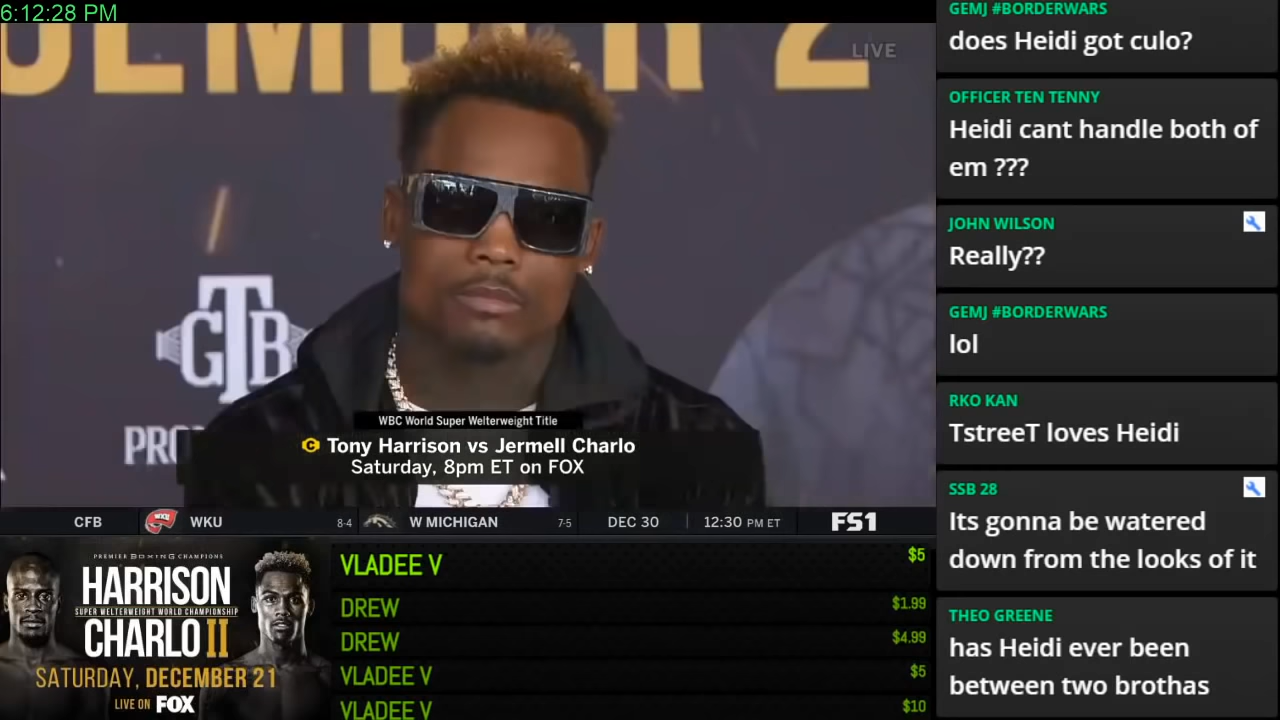 6:12:28 PM
CEMBER 2
LIVE
GTB
PRO
WBC World Super Welterweight Title
C Tony Harrison vs Jermell Charlo
Saturday, 8pm ET on FOX
CFB WKU WKU 8-4 W MICHIGAN 7-5 DEC 30 12:30 PM ET FS1
PREMIER BOXING CHAMPIONS
HARRISON
SUPER WELTERWEIGHT WORLD CHAMPIONSHIP
CHARLO II
SATURDAY, DECEMBER 21
LIVE ON FOX
VLADEE V $5
DREW $1.99
DREW $4.99
VLADEE V $5
VLADEE V $10
GEMJ #BORDERWARS
does Heidi got culo?
OFFICER TEN TENNY
Heidi cant handle both of
em ???
JOHN WILSON
Really??
GEMJ #BORDERWARS
lol
RKO KAN
TstreeT loves Heidi
SSB 28
Its gonna be watered
down from the looks of it
THEO GREENE
has Heidi ever been
between two brothas